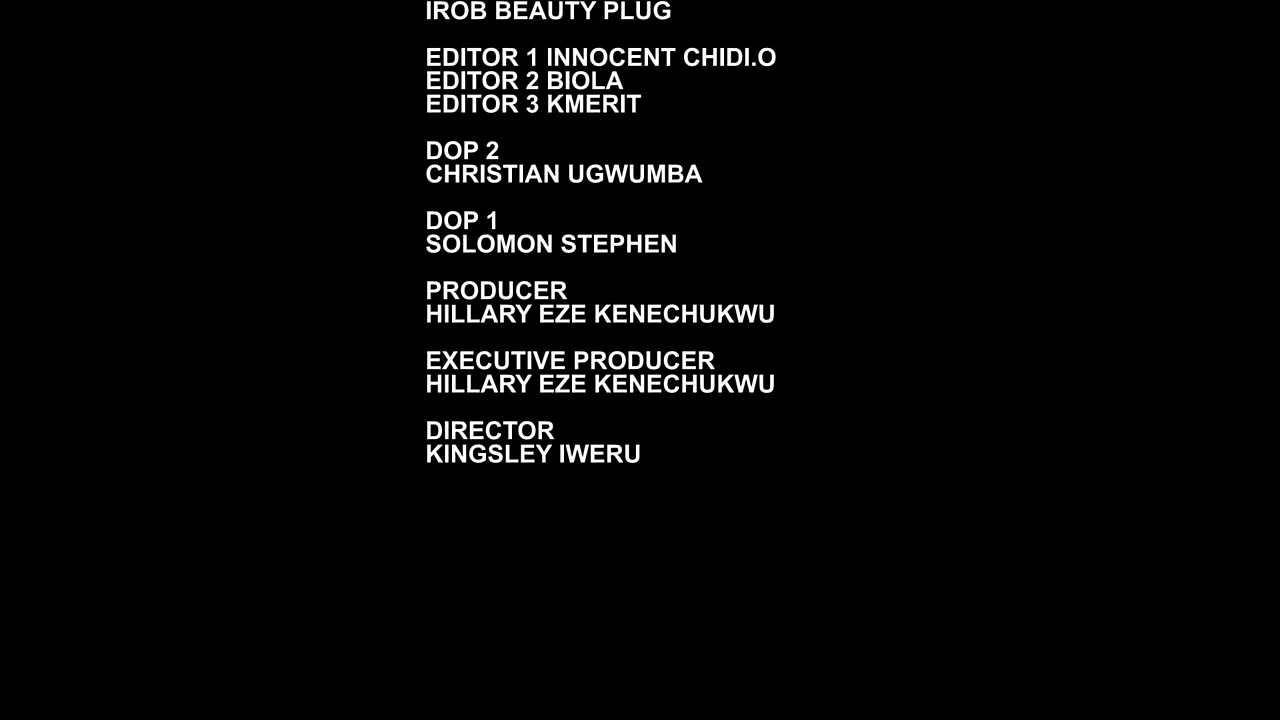 IROB BEAUTY PLUG
EDITOR 1 INNOCENT CHIDI.O
EDITOR 2 BIOLA
EDITOR 3 KMERIT
DOP 2
CHRISTIAN UGWUMBA
DOP 1
SOLOMON STEPHEN
PRODUCER
HILLARY EZE KENECHUKWU
EXECUTIVE PRODUCER
HILLARY EZE KENECHUKWU
DIRECTOR
KINGSLEY IWERU